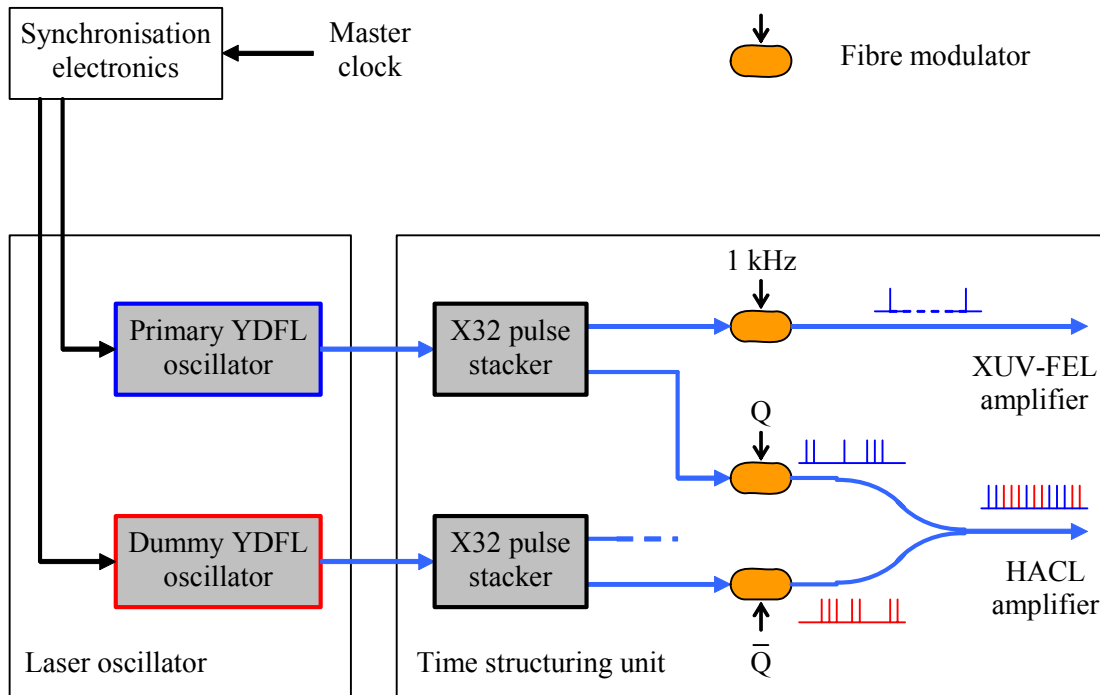 Synchronisation
electronics
Master
clock
Fibre modulator
1 kHz
Primary YDFL
oscillator
X32 pulse
stacker
XUV-FEL
amplifier
Q
Dummy YDFL
oscillator
X32 pulse
stacker
HACL
amplifier
Q̅
Laser oscillator
Time structuring unit